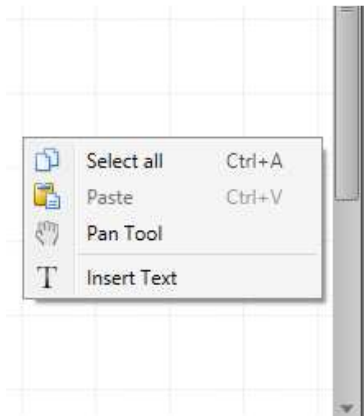 Select all Ctrl+A
Paste Ctrl+V
Pan Tool
T Insert Text